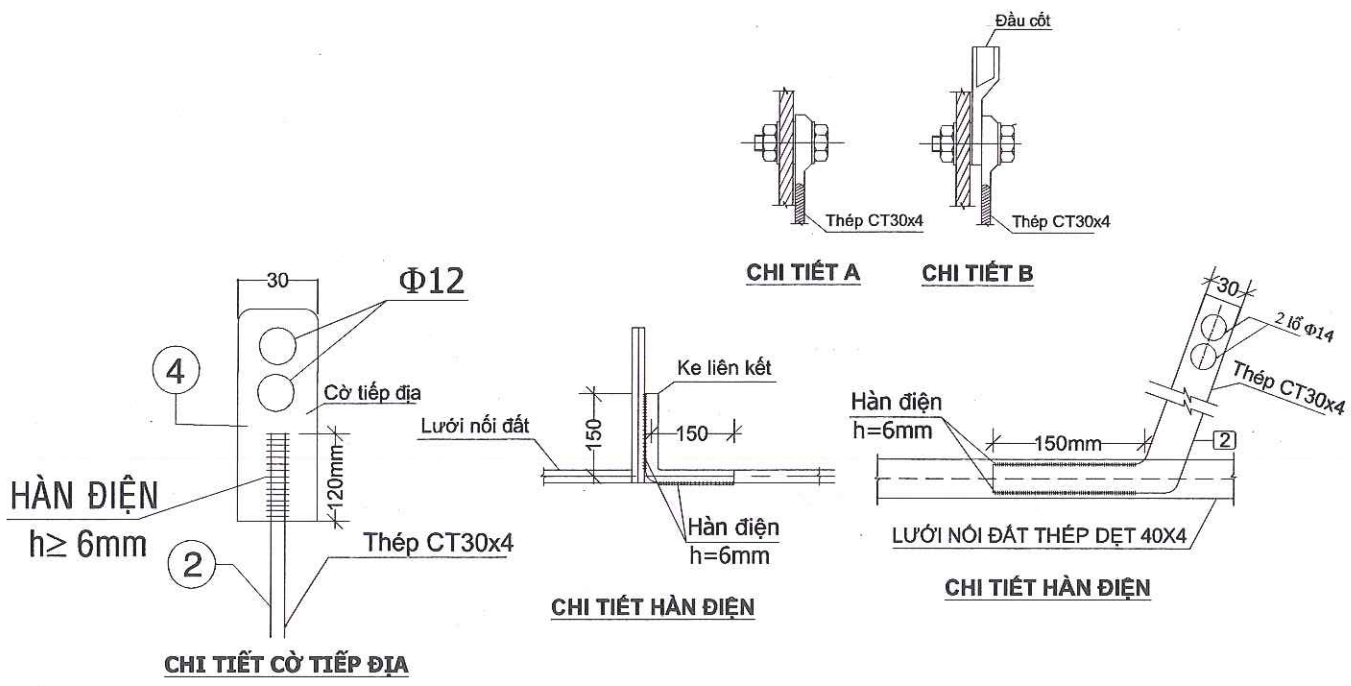 Đầu cốt
Thép CT30x4
Thép CT30x4
CHI TIẾT A
CHI TIẾT B
30
Φ12
4
Cờ tiếp địa
120mm
HÀN ĐIỆN
h≥ 6mm
2
Thép CT30x4
CHI TIẾT CỜ TIẾP ĐỊA
Ke liên kết
Lưới nối đất
150
150
Hàn điện
h=6mm
CHI TIẾT HÀN ĐIỆN
30
2 lổ Φ14
Thép CT30x4
Hàn điện
h=6mm
150mm
2
LƯỚI NỐI ĐẤT THÉP DẸT 40X4
CHI TIẾT HÀN ĐIỆN